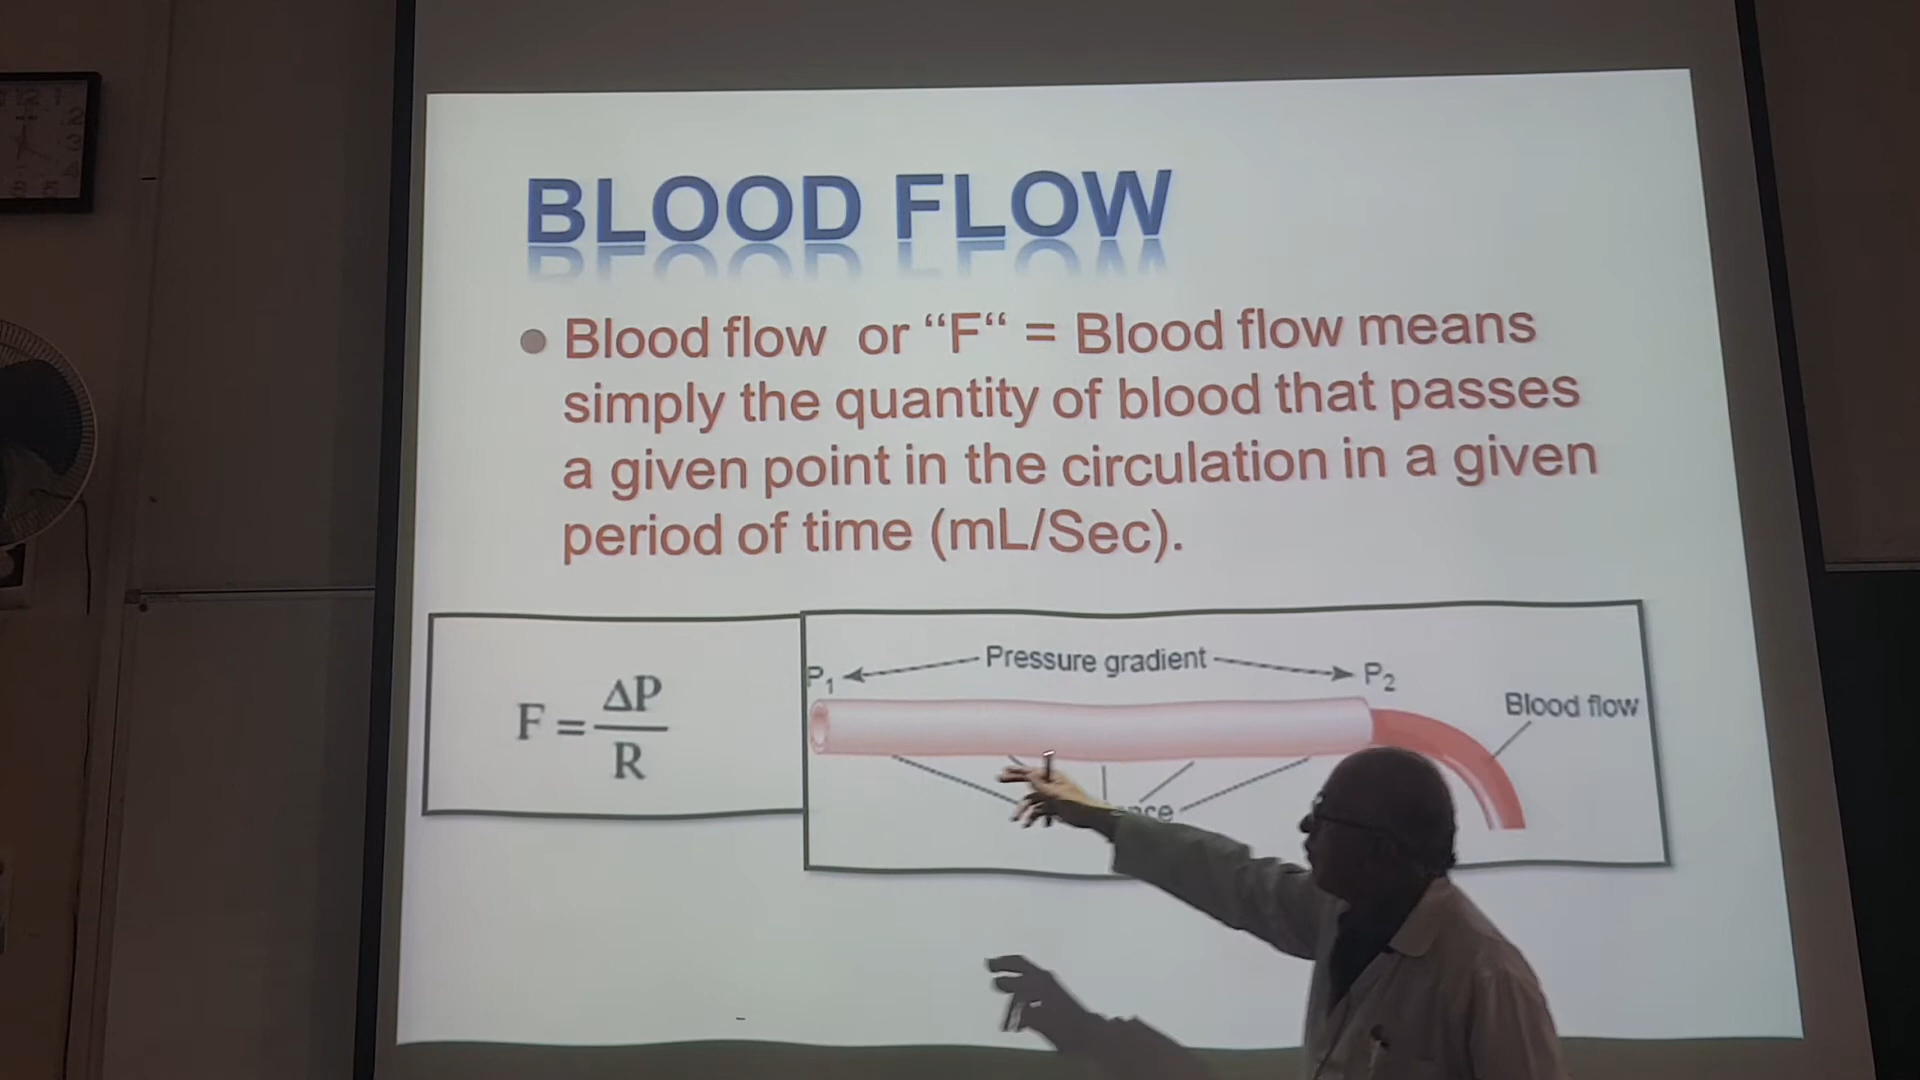 BLOOD FLOW
Blood flow or “F“ = Blood flow means
simply the quantity of blood that passes
a given point in the circulation in a given
period of time (mL/Sec).
F = ΔP / R
P₁ Pressure gradient P₂
Blood flow